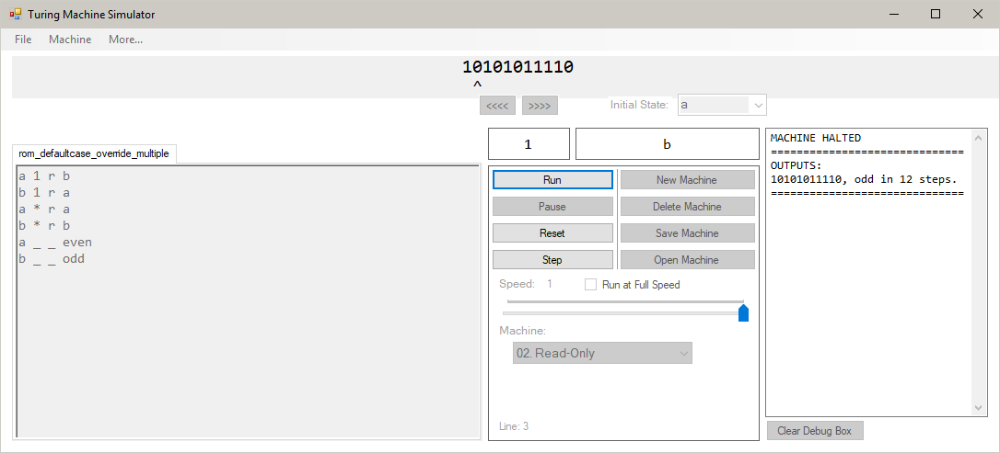 Turing Machine Simulator
File Machine More...
10101011110
^
<<<< >>>> Initial State: a
rom_defaultcase_override_multiple
a 1 r b
b 1 r a
a * r a
b * r b
a _ _ even
b _ _ odd
1 b
Run New Machine
Pause Delete Machine
Reset Save Machine
Step Open Machine
Speed: 1 Run at Full Speed
Machine:
02. Read-Only
Line: 3
MACHINE HALTED
==============================
OUTPUTS:
10101011110, odd in 12 steps.
==============================
Clear Debug Box